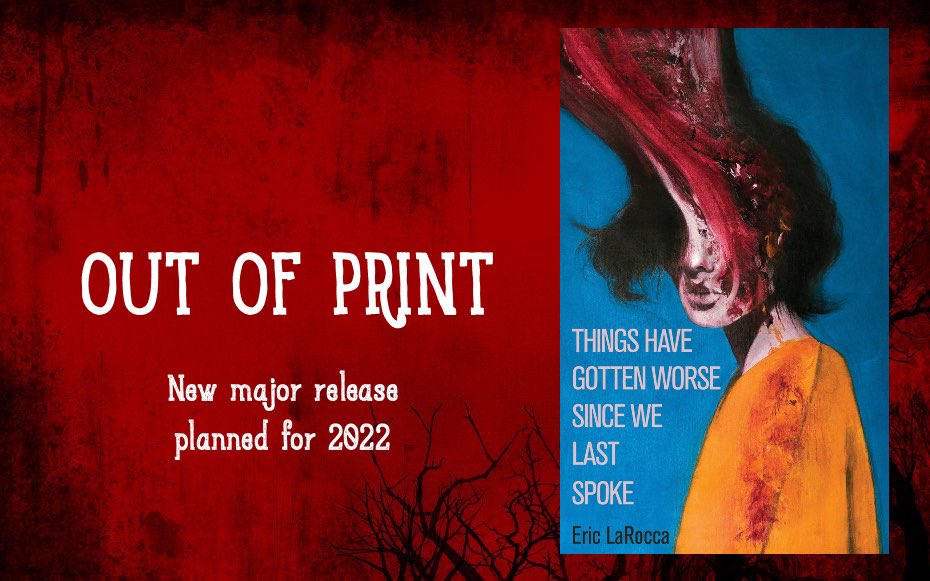 OUT OF PRINT
New major release
planned for 2022
THINGS HAVE
GOTTEN WORSE
SINCE WE
LAST
SPOKE
Eric LaRocca